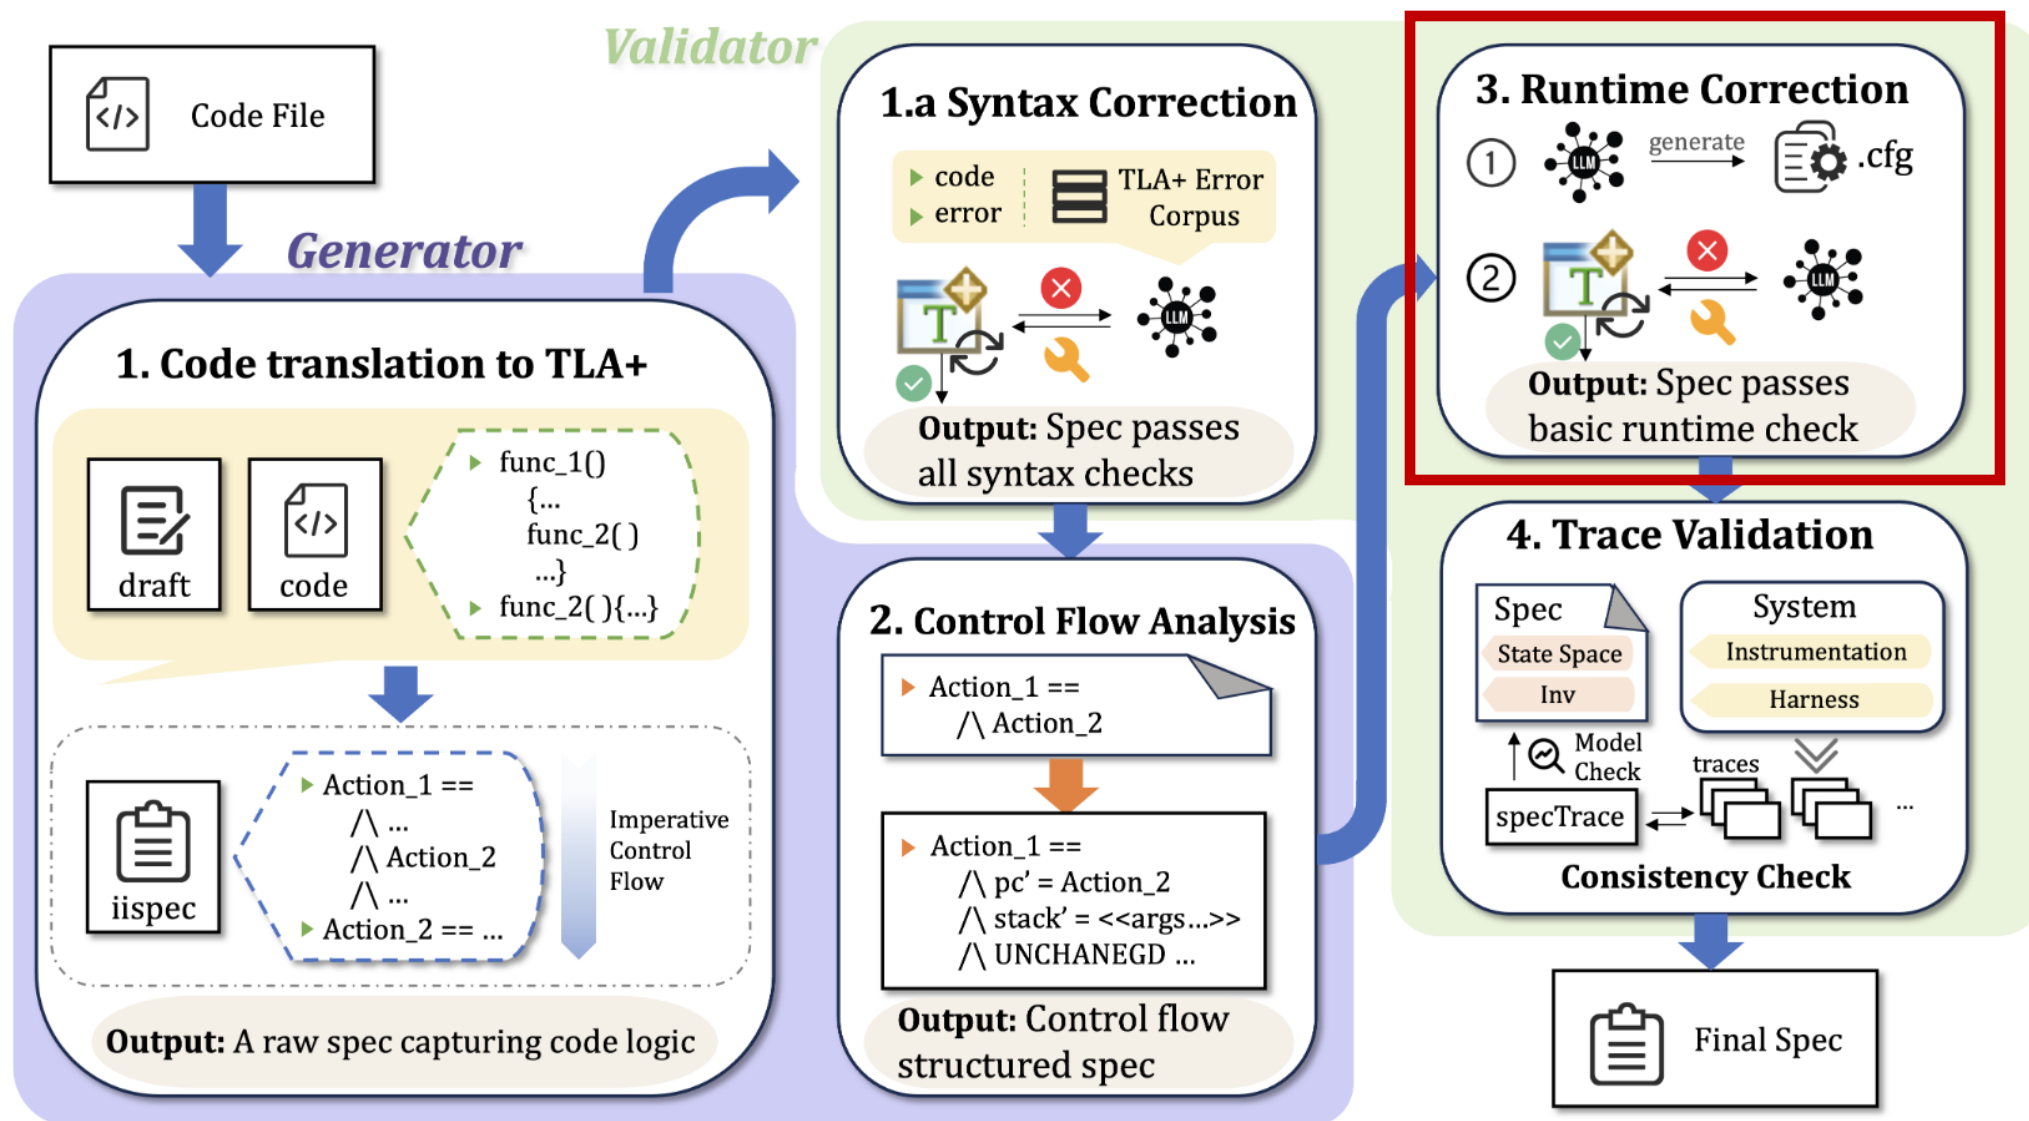 Code File
Generator
1. Code translation to TLA+
draft
code
func_1()
{...
func_2( )
...}
func_2( ){...}
iispec
Action_1 ==
/\ ...
/\ Action_2
/\ ...
Action_2 == ...
Imperative
Control
Flow
Output: A raw spec capturing code logic
Validator
1.a Syntax Correction
code
error
TLA+ Error
Corpus
T
LLM
Output: Spec passes
all syntax checks
2. Control Flow Analysis
Action_1 ==
/\ Action_2
Action_1 ==
/\ pc’ = Action_2
/\ stack’ = <<args...>>
/\ UNCHANEGD ...
Output: Control flow
structured spec
3. Runtime Correction
1
LLM
generate
.cfg
2
T
LLM
Output: Spec passes
basic runtime check
4. Trace Validation
Spec
State Space
Inv
System
Instrumentation
Harness
Model
Check
traces
specTrace
...
Consistency Check
Final Spec